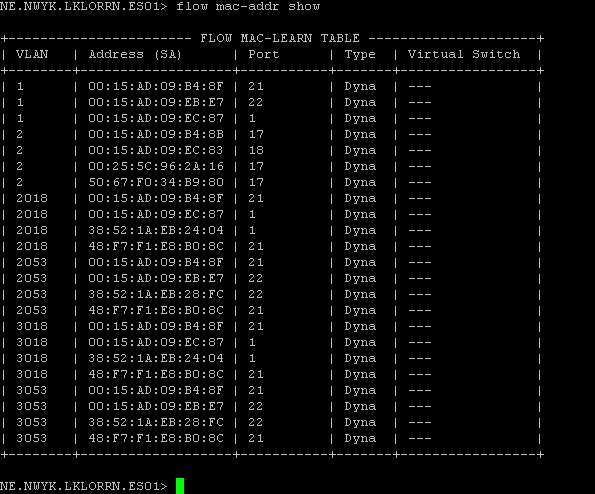 NE.NWYK.LKLORRN.ES01> flow mac-addr show
+----------------------- FLOW MAC-LEARN TABLE ----------------------+
| VLAN   | Address (SA)      | Port       | Type  | Virtual Switch  |
+--------+-------------------+------------+-------+-----------------+
| 1      | 00:15:AD:09:B4:8F | 21         | Dyna  | ---             |
| 1      | 00:15:AD:09:EB:E7 | 22         | Dyna  | ---             |
| 1      | 00:15:AD:09:EC:87 | 1          | Dyna  | ---             |
| 2      | 00:15:AD:09:B4:8B | 17         | Dyna  | ---             |
| 2      | 00:15:AD:09:EC:83 | 18         | Dyna  | ---             |
| 2      | 00:25:5C:96:2A:16 | 17         | Dyna  | ---             |
| 2      | 50:67:F0:34:B9:80 | 17         | Dyna  | ---             |
| 2018   | 00:15:AD:09:B4:8F | 21         | Dyna  | ---             |
| 2018   | 00:15:AD:09:EC:87 | 1          | Dyna  | ---             |
| 2018   | 38:52:1A:EB:24:04 | 1          | Dyna  | ---             |
| 2018   | 48:F7:F1:E8:B0:8C | 21         | Dyna  | ---             |
| 2053   | 00:15:AD:09:B4:8F | 21         | Dyna  | ---             |
| 2053   | 00:15:AD:09:EB:E7 | 22         | Dyna  | ---             |
| 2053   | 38:52:1A:EB:28:FC | 22         | Dyna  | ---             |
| 2053   | 48:F7:F1:E8:B0:8C | 21         | Dyna  | ---             |
| 3018   | 00:15:AD:09:B4:8F | 21         | Dyna  | ---             |
| 3018   | 00:15:AD:09:EC:87 | 1          | Dyna  | ---             |
| 3018   | 38:52:1A:EB:24:04 | 1          | Dyna  | ---             |
| 3018   | 48:F7:F1:E8:B0:8C | 21         | Dyna  | ---             |
| 3053   | 00:15:AD:09:B4:8F | 21         | Dyna  | ---             |
| 3053   | 00:15:AD:09:EB:E7 | 22         | Dyna  | ---             |
| 3053   | 38:52:1A:EB:28:FC | 22         | Dyna  | ---             |
| 3053   | 48:F7:F1:E8:B0:8C | 21         | Dyna  | ---             |
+--------+-------------------+------------+-------+-----------------+
NE.NWYK.LKLORRN.ES01>